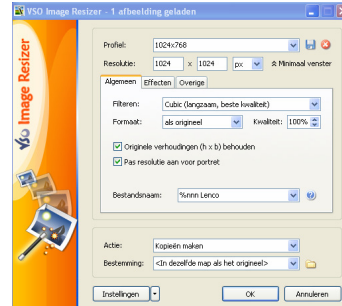 VSO Image Resizer - 1 afbeelding geladen
Vso Image Resizer
Profiel: 1024x768
Resolutie: 1024 x 1024 px Minimaal venster
Algemeen Effecten Overige
Filteren: Cubic (langzaam, beste kwaliteit)
Formaat: als origineel Kwaliteit: 100%
Originele verhoudingen (h x b) behouden
Pas resolutie aan voor portret
Bestandsnaam: %nnn Lenco
Actie: Kopieën maken
Bestemming: <In dezelfde map als het origineel>
Instellingen OK Annuleren